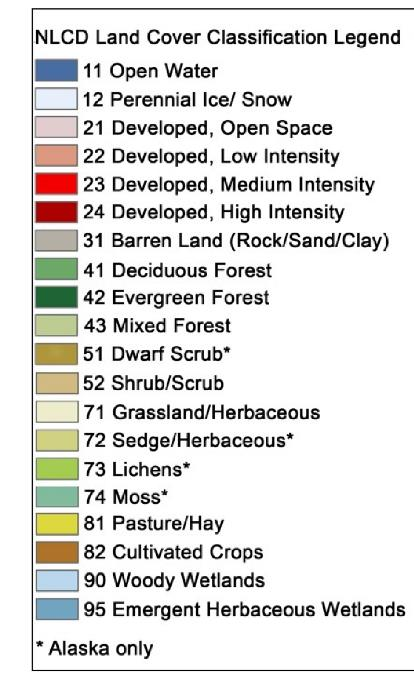 NLCD Land Cover Classification Legend
11 Open Water
12 Perennial Ice/ Snow
21 Developed, Open Space
22 Developed, Low Intensity
23 Developed, Medium Intensity
24 Developed, High Intensity
31 Barren Land (Rock/Sand/Clay)
41 Deciduous Forest
42 Evergreen Forest
43 Mixed Forest
51 Dwarf Scrub*
52 Shrub/Scrub
71 Grassland/Herbaceous
72 Sedge/Herbaceous*
73 Lichens*
74 Moss*
81 Pasture/Hay
82 Cultivated Crops
90 Woody Wetlands
95 Emergent Herbaceous Wetlands
* Alaska only